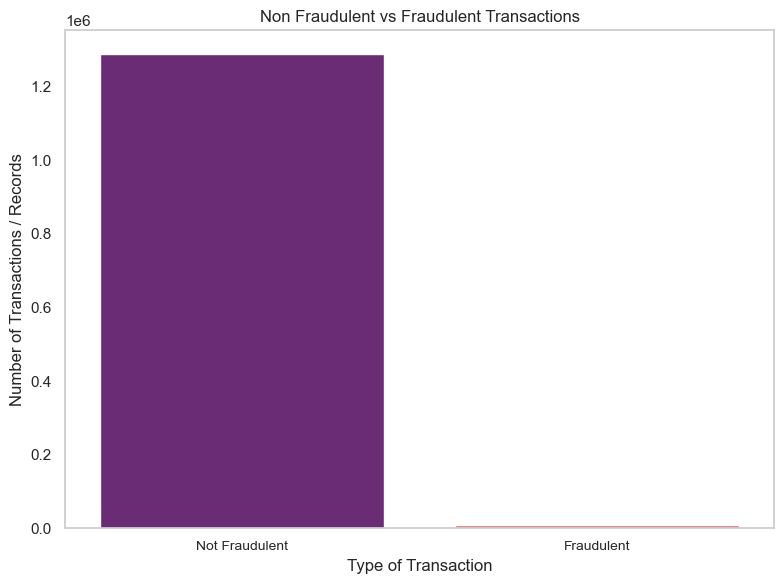 Non Fraudulent vs Fraudulent Transactions
1e6
1.2
1.0
0.8
0.6
0.4
0.2
0.0
Number of Transactions / Records
Not Fraudulent
Fraudulent
Type of Transaction